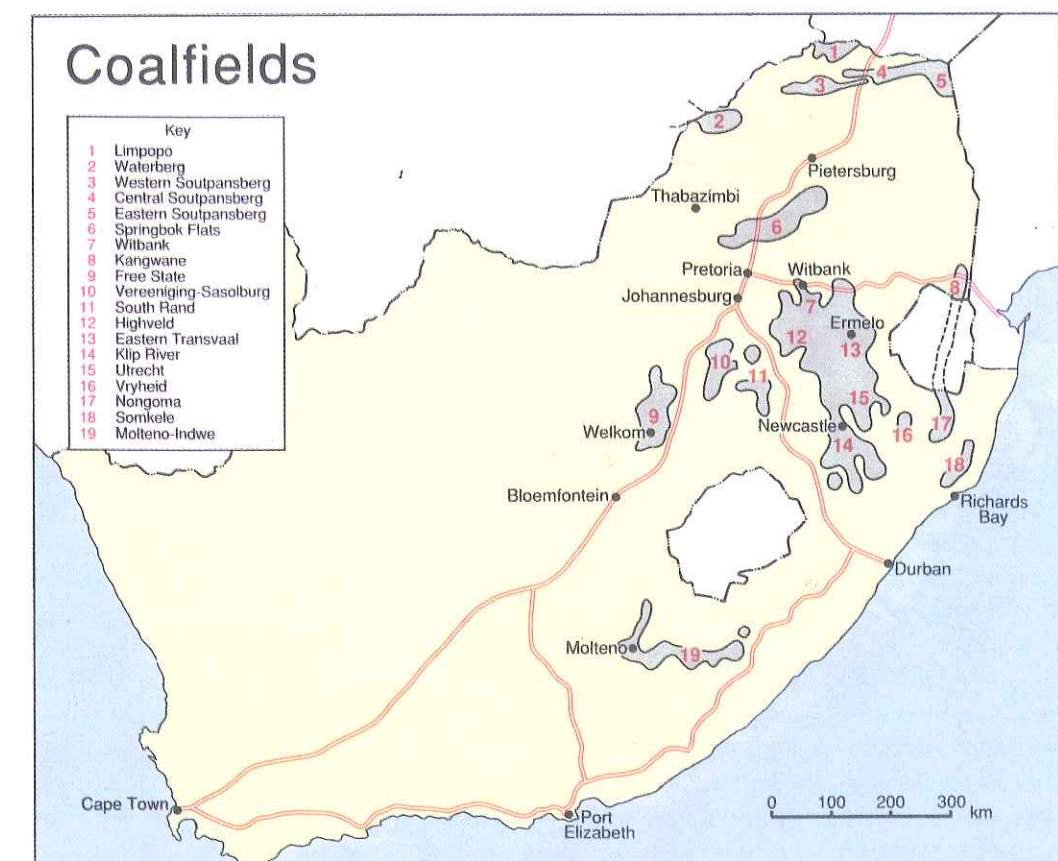 Coalfields
Key
1 Limpopo
2 Waterberg
3 Western Soutpansberg
4 Central Soutpansberg
5 Eastern Soutpansberg
6 Springbok Flats
7 Witbank
8 Kangwane
9 Free State
10 Vereeniging-Sasolburg
11 South Rand
12 Highveld
13 Eastern Transvaal
14 Klip River
15 Utrecht
16 Vryheid
17 Nongoma
18 Somkele
19 Molteno-Indwe
1
4
3
5
2
1
Pietersburg
Thabazimbi
6
Pretoria
Witbank
8
Johannesburg
7
12
Ermelo
13
10
11
15
9
Welkom
Newcastle
16
17
14
18
Bloemfontein
Richards
Bay
Durban
Molteno
19
Cape Town
Port
Elizabeth
0 100 200 300
km